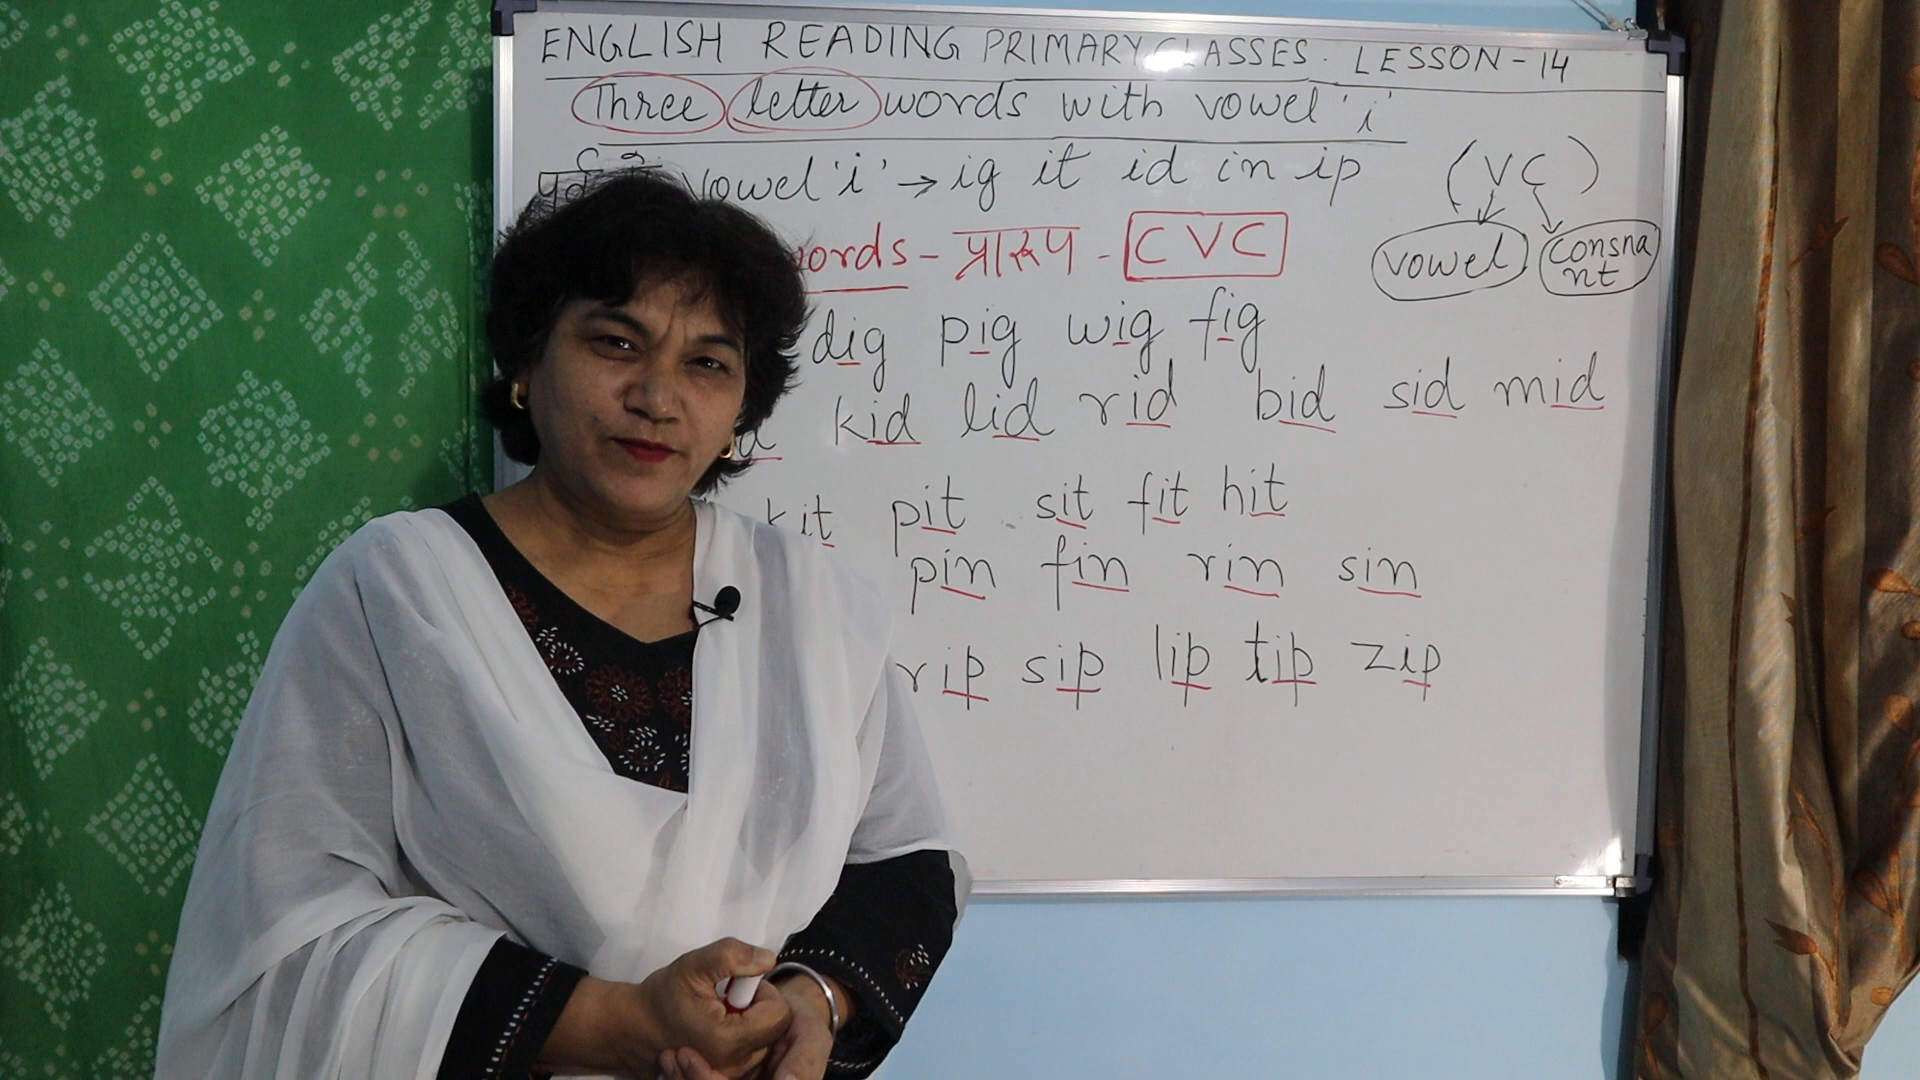 ENGLISH READING PRIMARY CLASSES. LESSON-14
Three letter words with vowel 'i'
vowel 'i' → ig it id in ip (VC)
words - प्रारूप - CVC
vowel consnant
dig pig wig fig
kid lid rid bid sid mid
kit pit sit fit hit
pin fin rin sin
rip sip lip tip zip